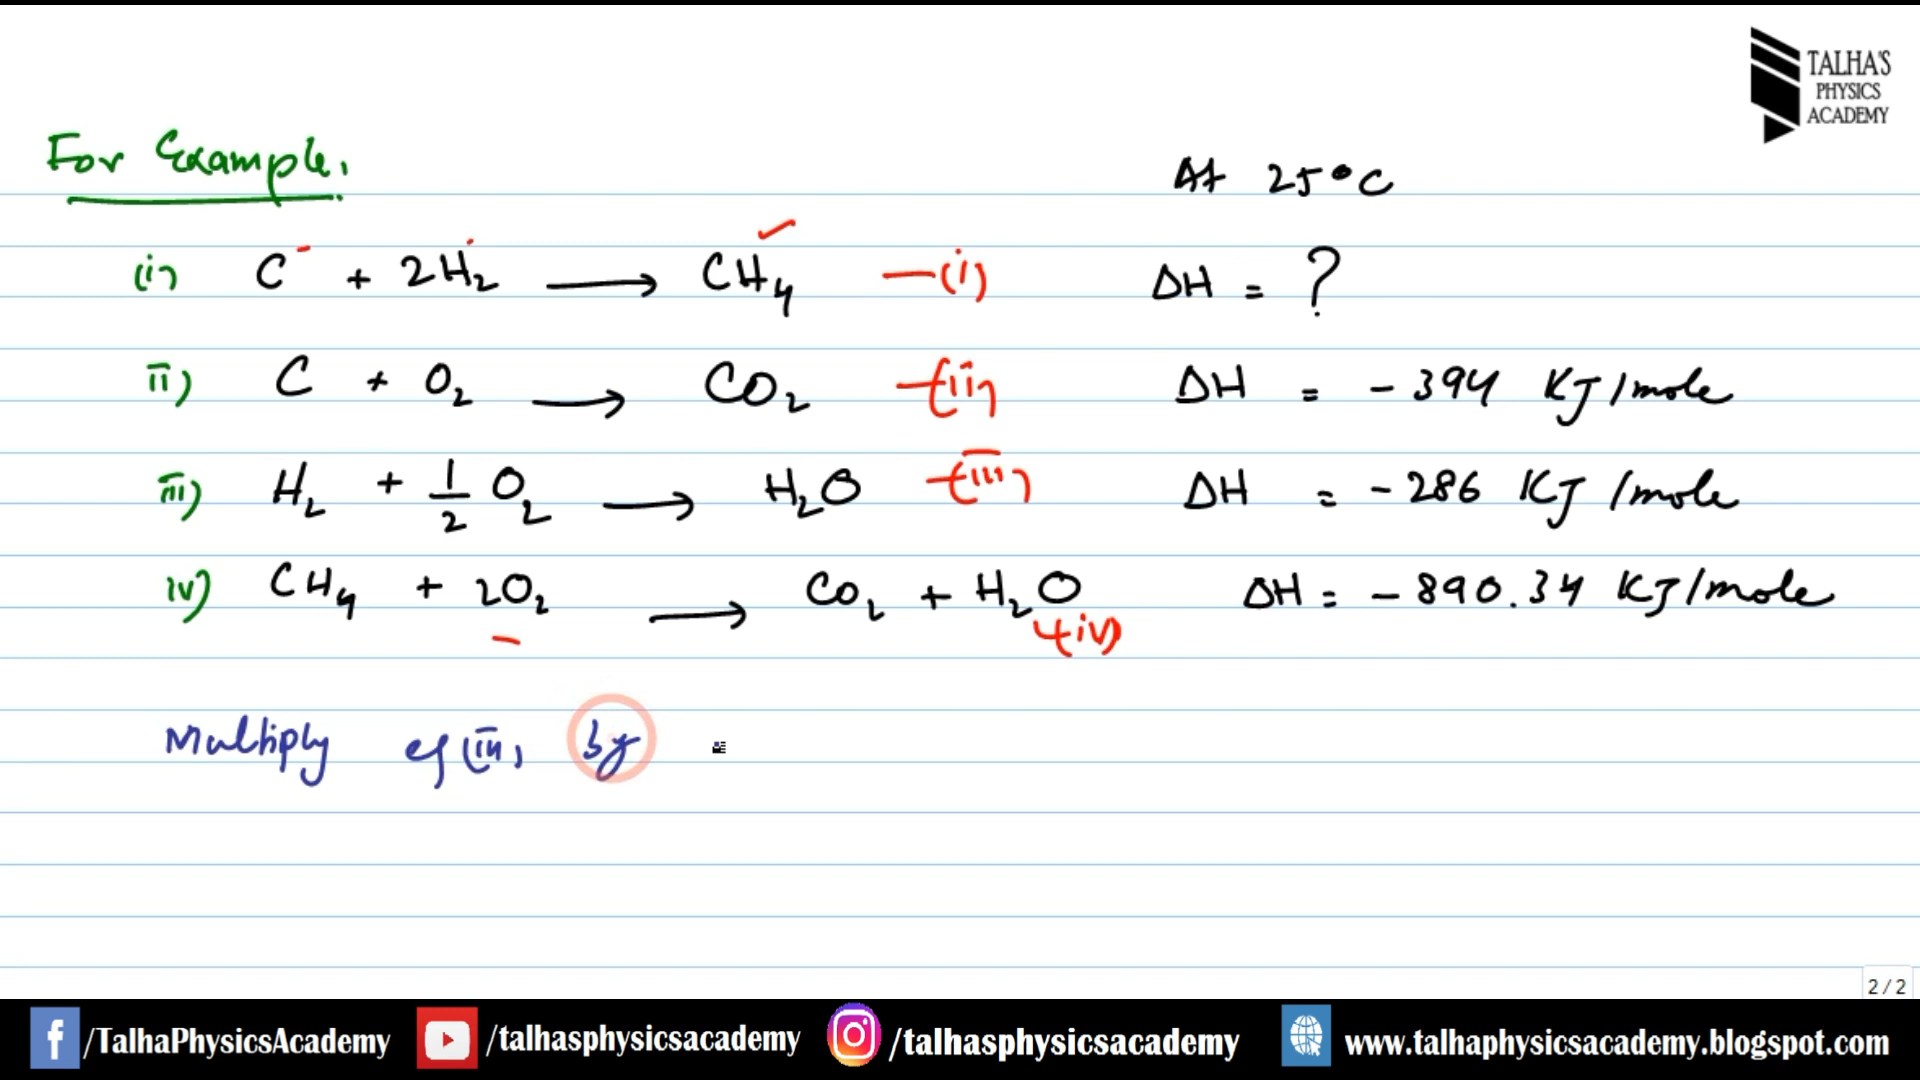 TALHA'S
PHYSICS
ACADEMY
For Example,
At 25°C
(i) C + 2H₂ → CH₄ —(i) ΔH = ?
ii) C + O₂ → CO₂ —(ii) ΔH = -394 KJ/mole
iii) H₂ + 1/2 O₂ → H₂O —(iii) ΔH = -286 KJ/mole
iv) CH₄ + 2O₂ → CO₂ + H₂O —(iv) ΔH = -890.34 KJ/mole
Multiply eq (iii) by
2/2
/TalhaPhysicsAcademy /talhasphysicsacademy /talhasphysicsacademy www.talhaphysicsacademy.blogspot.com